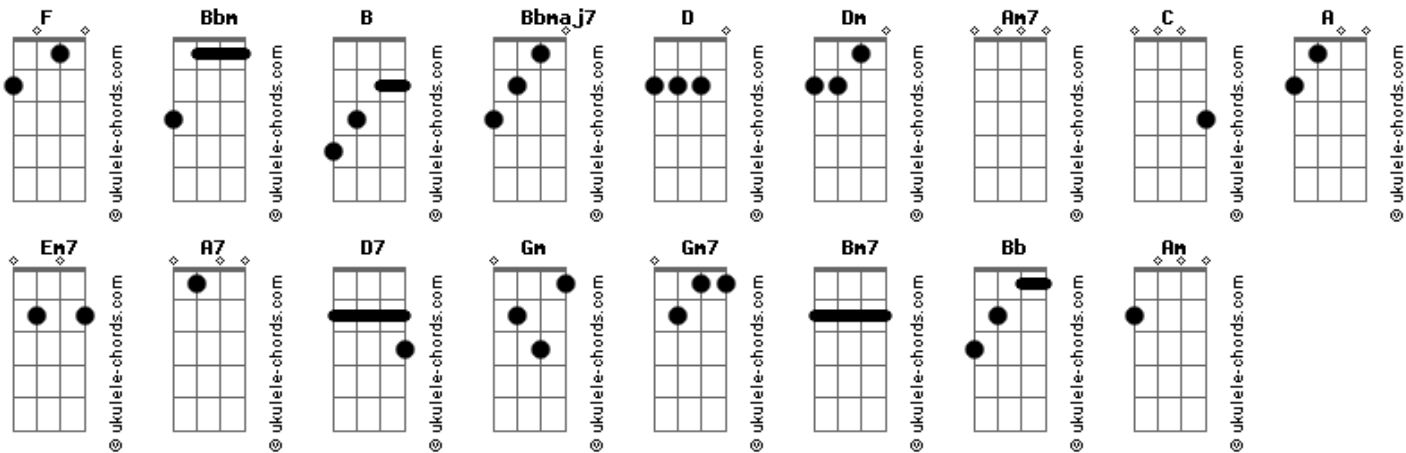 F Bbm B Bbmaj7 D Dm Am7 C A
© ukulele-chords.com © ukulele-chords.com © ukulele-chords.com © ukulele-chords.com © ukulele-chords.com © ukulele-chords.com © ukulele-chords.com © ukulele-chords.com © ukulele-chords.com
Em7 A7 D7 Gm Gm7 Bm7 Bb Am
© ukulele-chords.com © ukulele-chords.com © ukulele-chords.com © ukulele-chords.com © ukulele-chords.com © ukulele-chords.com © ukulele-chords.com © ukulele-chords.com